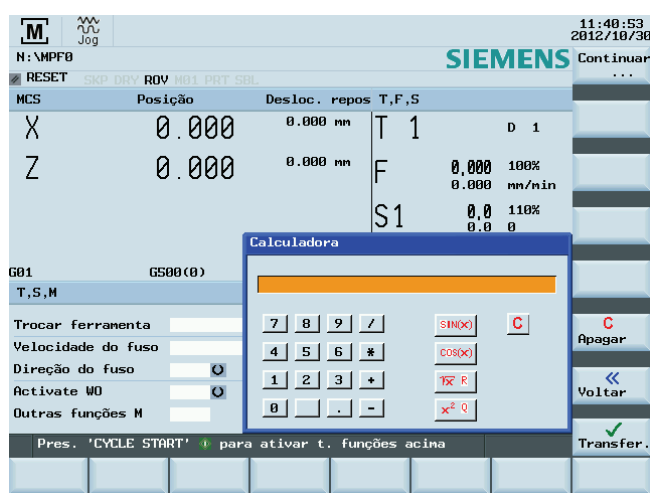 M Jog 11:40:53
2012/10/30
N:\MPF0 SIEMENS Continuar
...
RESET SKP DRY ROV M01 PRT SBL
MCS Posição Desloc. repos T,F,S
X 0.000 0.000 mm T 1 D 1
Z 0.000 0.000 mm F 0,000 100%
0.000 mm/min
S1 0,0 110%
0.0 0
Calculadora
G01 G500(0)
T,S,M
Trocar ferramenta 7 8 9 / SIN(x) C C
Apagar
Velocidade do fuso 4 5 6 * COS(x)
Direção do fuso 1 2 3 + √x R
Activate WO «
Voltar
Outras funções M 0 . - x² Q
Pres. 'CYCLE START' para ativar t. funções acima Transfer.